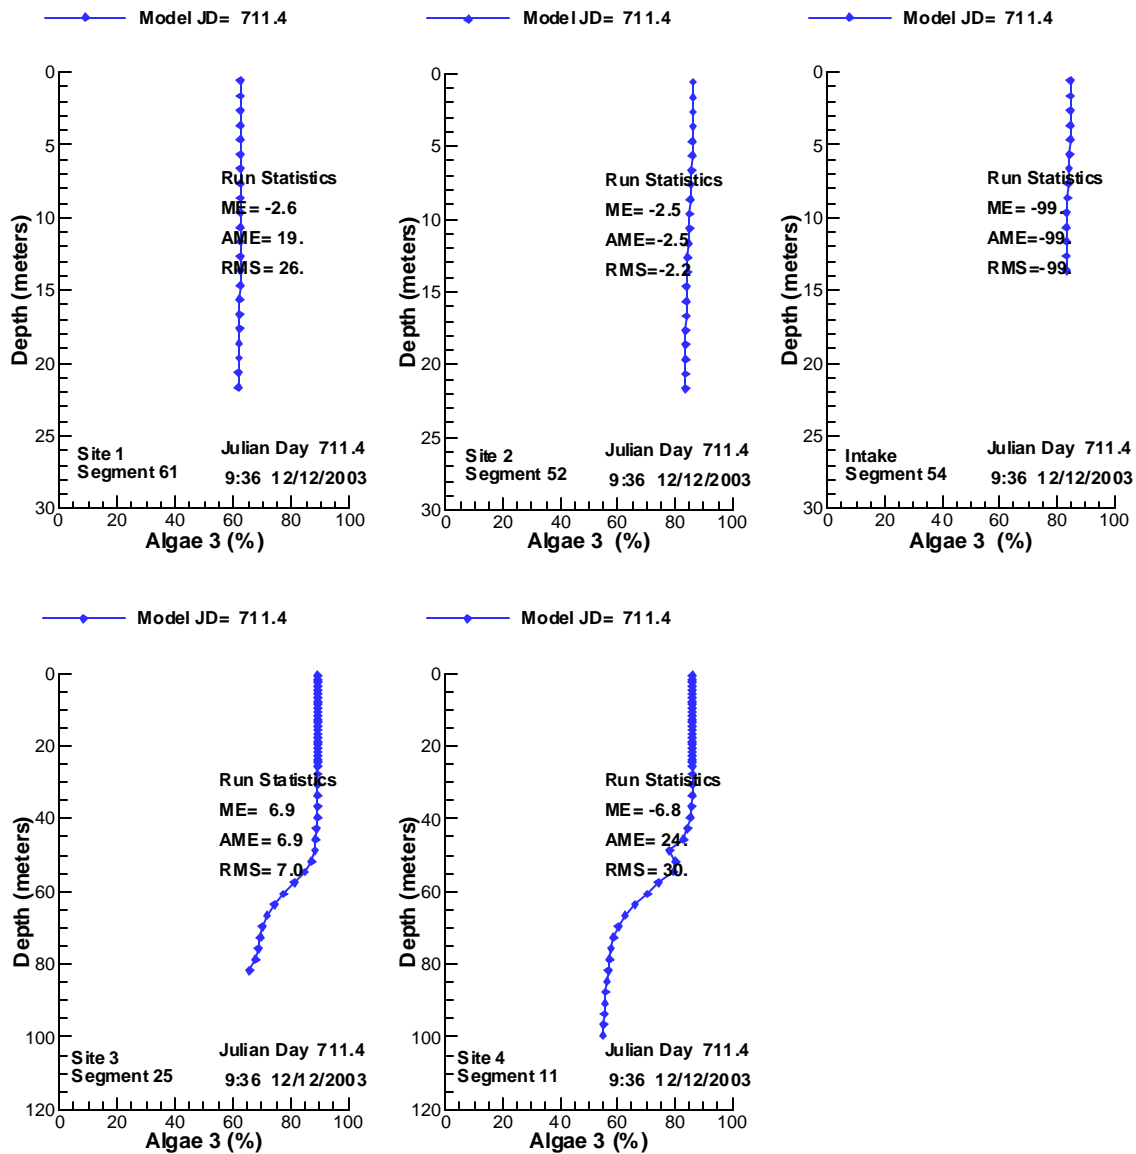 Model JD= 711.4
0
5
10
15
20
25
30
0 20 40 60 80 100
Depth (meters)
Algae 3 (%)
Run Statistics
ME= -2.6
AME= 19.
RMS= 26.
Site 1
Segment 61
Julian Day 711.4
9:36 12/12/2003
Model JD= 711.4
0
5
10
15
20
25
30
0 20 40 60 80 100
Depth (meters)
Algae 3 (%)
Run Statistics
ME= -2.5
AME=-2.5
RMS=-2.2
Site 2
Segment 52
Julian Day 711.4
9:36 12/12/2003
Model JD= 711.4
0
5
10
15
20
25
30
0 20 40 60 80 100
Depth (meters)
Algae 3 (%)
Run Statistics
ME= -99.
AME=-99.
RMS=-99.
Intake
Segment 54
Julian Day 711.4
9:36 12/12/2003
Model JD= 711.4
0
20
40
60
80
100
120
0 20 40 60 80 100
Depth (meters)
Algae 3 (%)
Run Statistics
ME= 6.9
AME= 6.9
RMS= 7.0
Site 3
Segment 25
Julian Day 711.4
9:36 12/12/2003
Model JD= 711.4
0
20
40
60
80
100
120
0 20 40 60 80 100
Depth (meters)
Algae 3 (%)
Run Statistics
ME= -6.8
AME= 24.
RMS= 30.
Site 4
Segment 11
Julian Day 711.4
9:36 12/12/2003